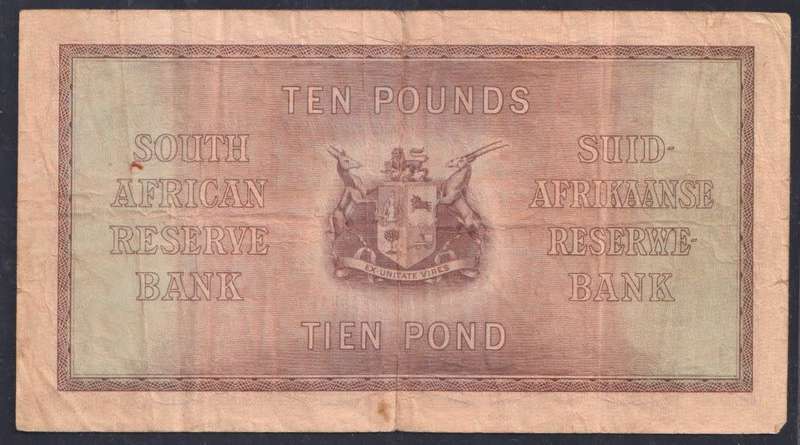 TEN POUNDS
SOUTH
AFRICAN
RESERVE
BANK
SUID-
AFRIKAANSE
RESERWE-
BANK
EX UNITATE VIRES
TIEN POND